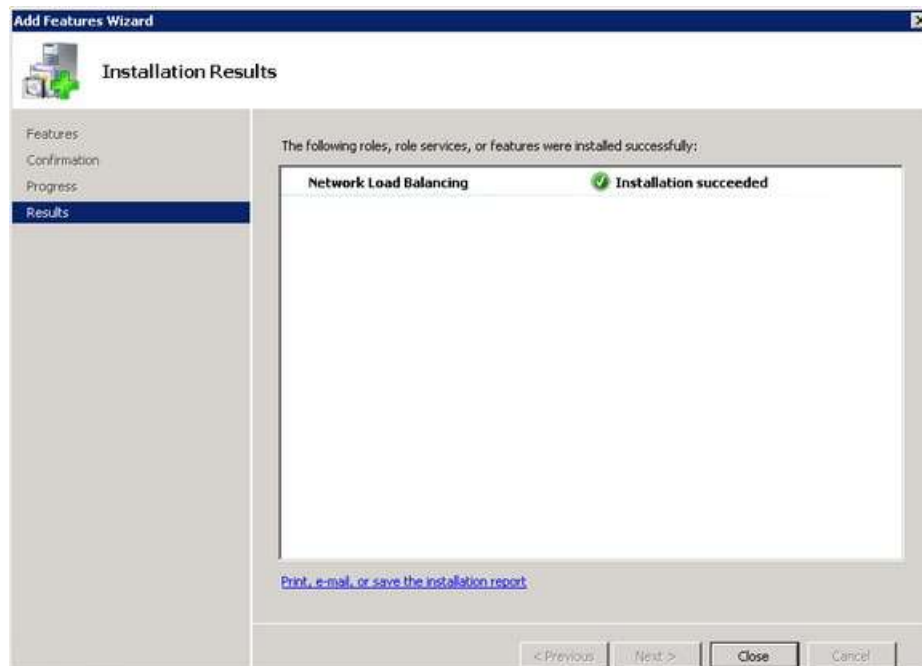 Add Features Wizard
Installation Results
Features
Confirmation
Progress
Results
The following roles, role services, or features were installed successfully:
Network Load Balancing Installation succeeded
Print, e-mail, or save the installation report
< Previous Next > Close Cancel